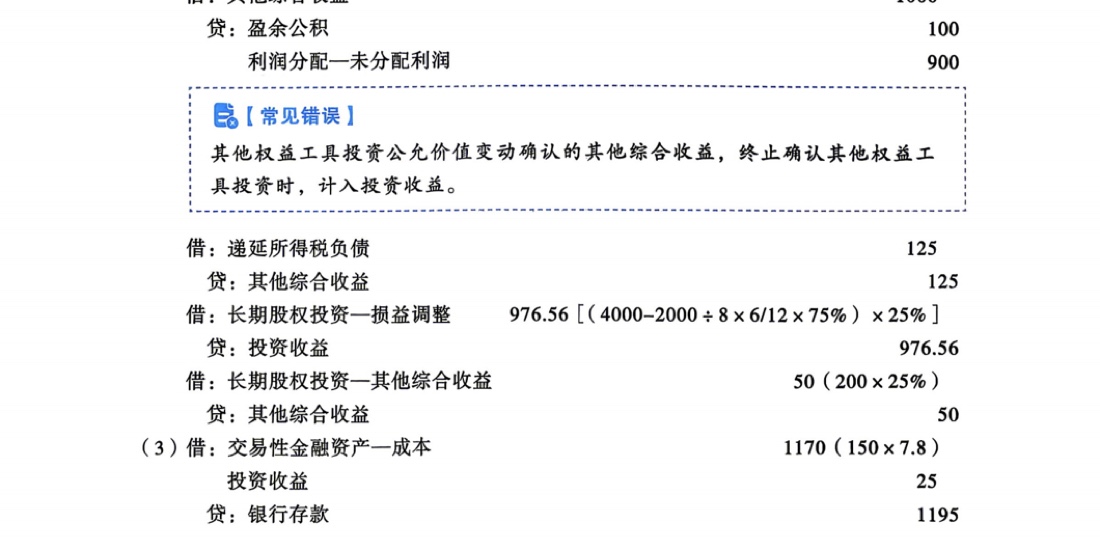 贷：盈余公积 100
利润分配—未分配利润 900
【常见错误】
其他权益工具投资公允价值变动确认的其他综合收益，终止确认其他权益工
具投资时，计入投资收益。
借：递延所得税负债 125
贷：其他综合收益 125
借：长期股权投资—损益调整 976.56［（4000–2000÷8×6/12×75%）×25%］
贷：投资收益 976.56
借：长期股权投资—其他综合收益 50（200×25%）
贷：其他综合收益 50
（3）借：交易性金融资产—成本 1170（150×7.8）
投资收益 25
贷：银行存款 1195